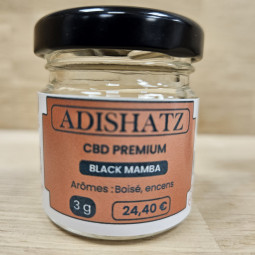 ADISHATZ
CBD PREMIUM
BLACK MAMBA
Arômes : Boisé, encens
3 g
24,40 €